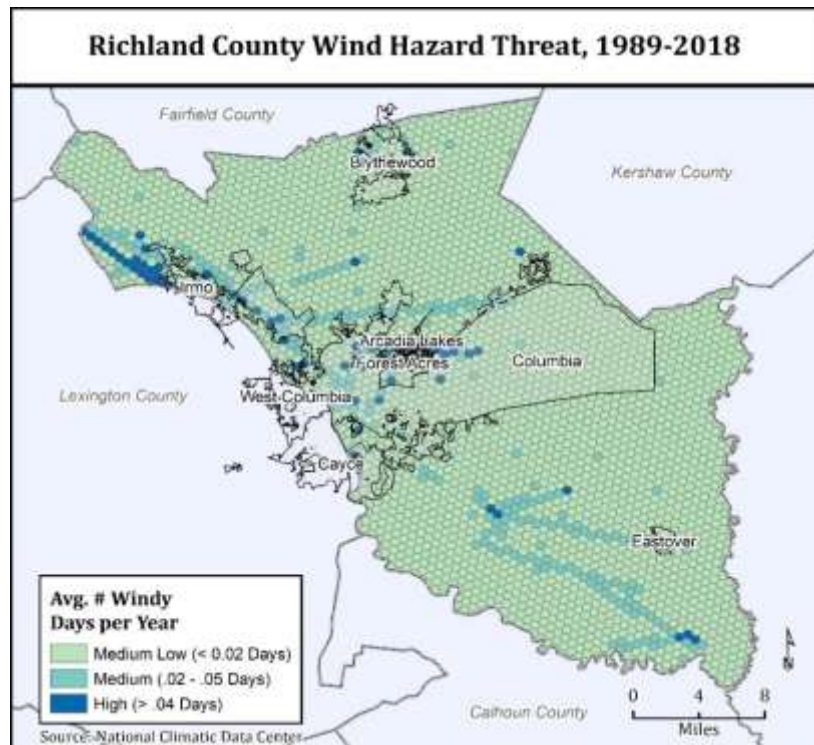 Richland County Wind Hazard Threat, 1989-2018
Fairfield County
Blythewood
Kershaw County
Irmo
Arcadia Lakes
Forest Acres
Columbia
Lexington County
West Columbia
Cayce
Eastover
Avg. # Windy
Days per Year
Medium Low (< 0.02 Days)
Medium (.02 - .05 Days)
High (> .04 Days)
N
0 4 8
Miles
Calhoun County
Source: National Climatic Data Center